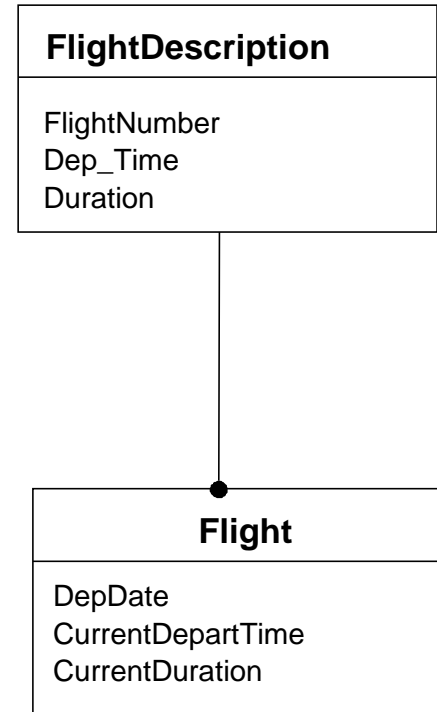 FlightDescription
FlightNumber
Dep_Time
Duration
Flight
DepDate
CurrentDepartTime
CurrentDuration